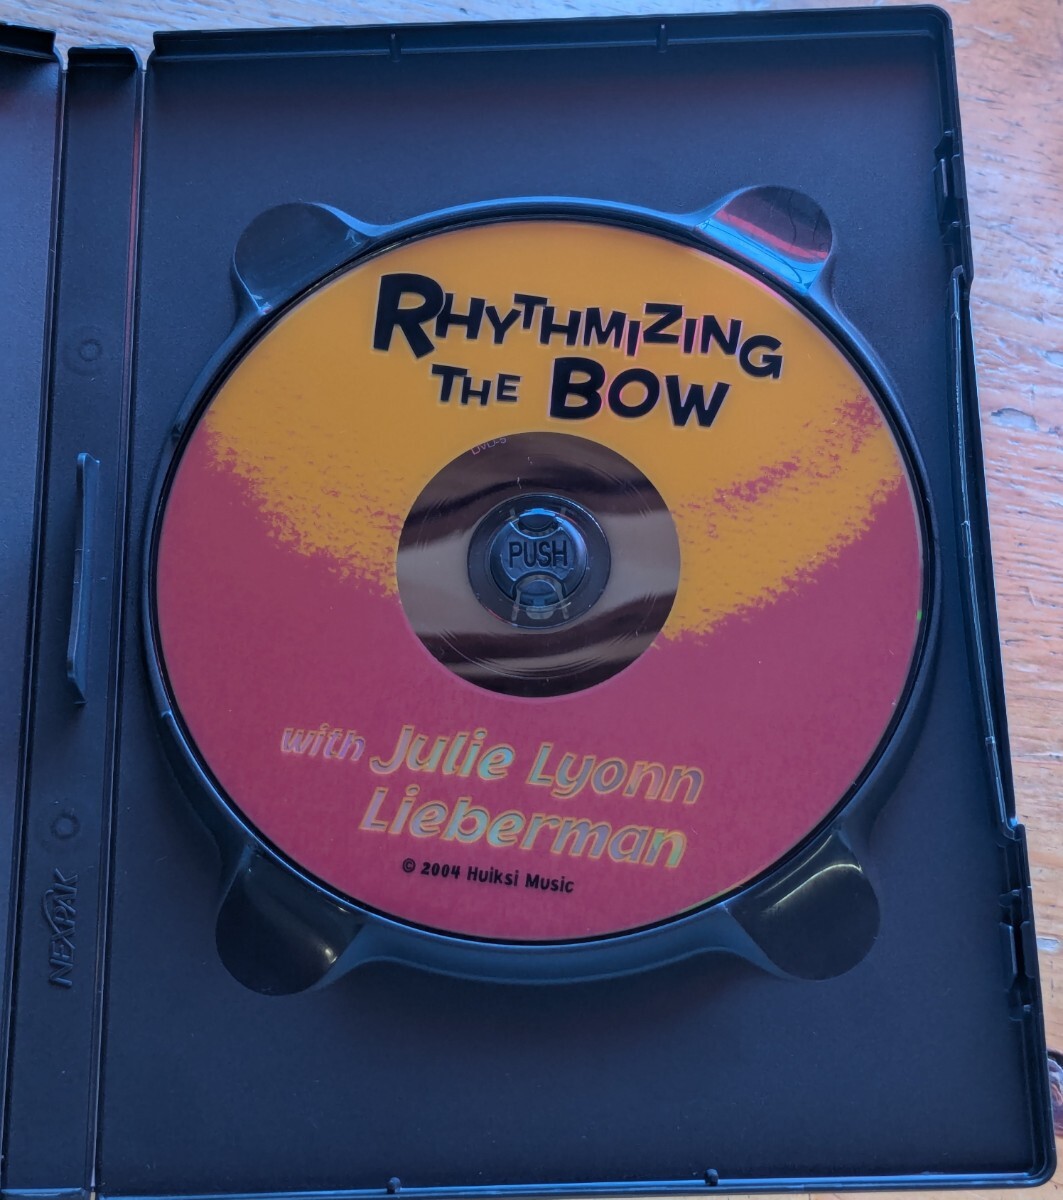 RHYTHMIZING
THE BOW
DVD-5
PUSH
with Julie Lyonn
Lieberman
© 2004 Huiksi Music
NEXPAK